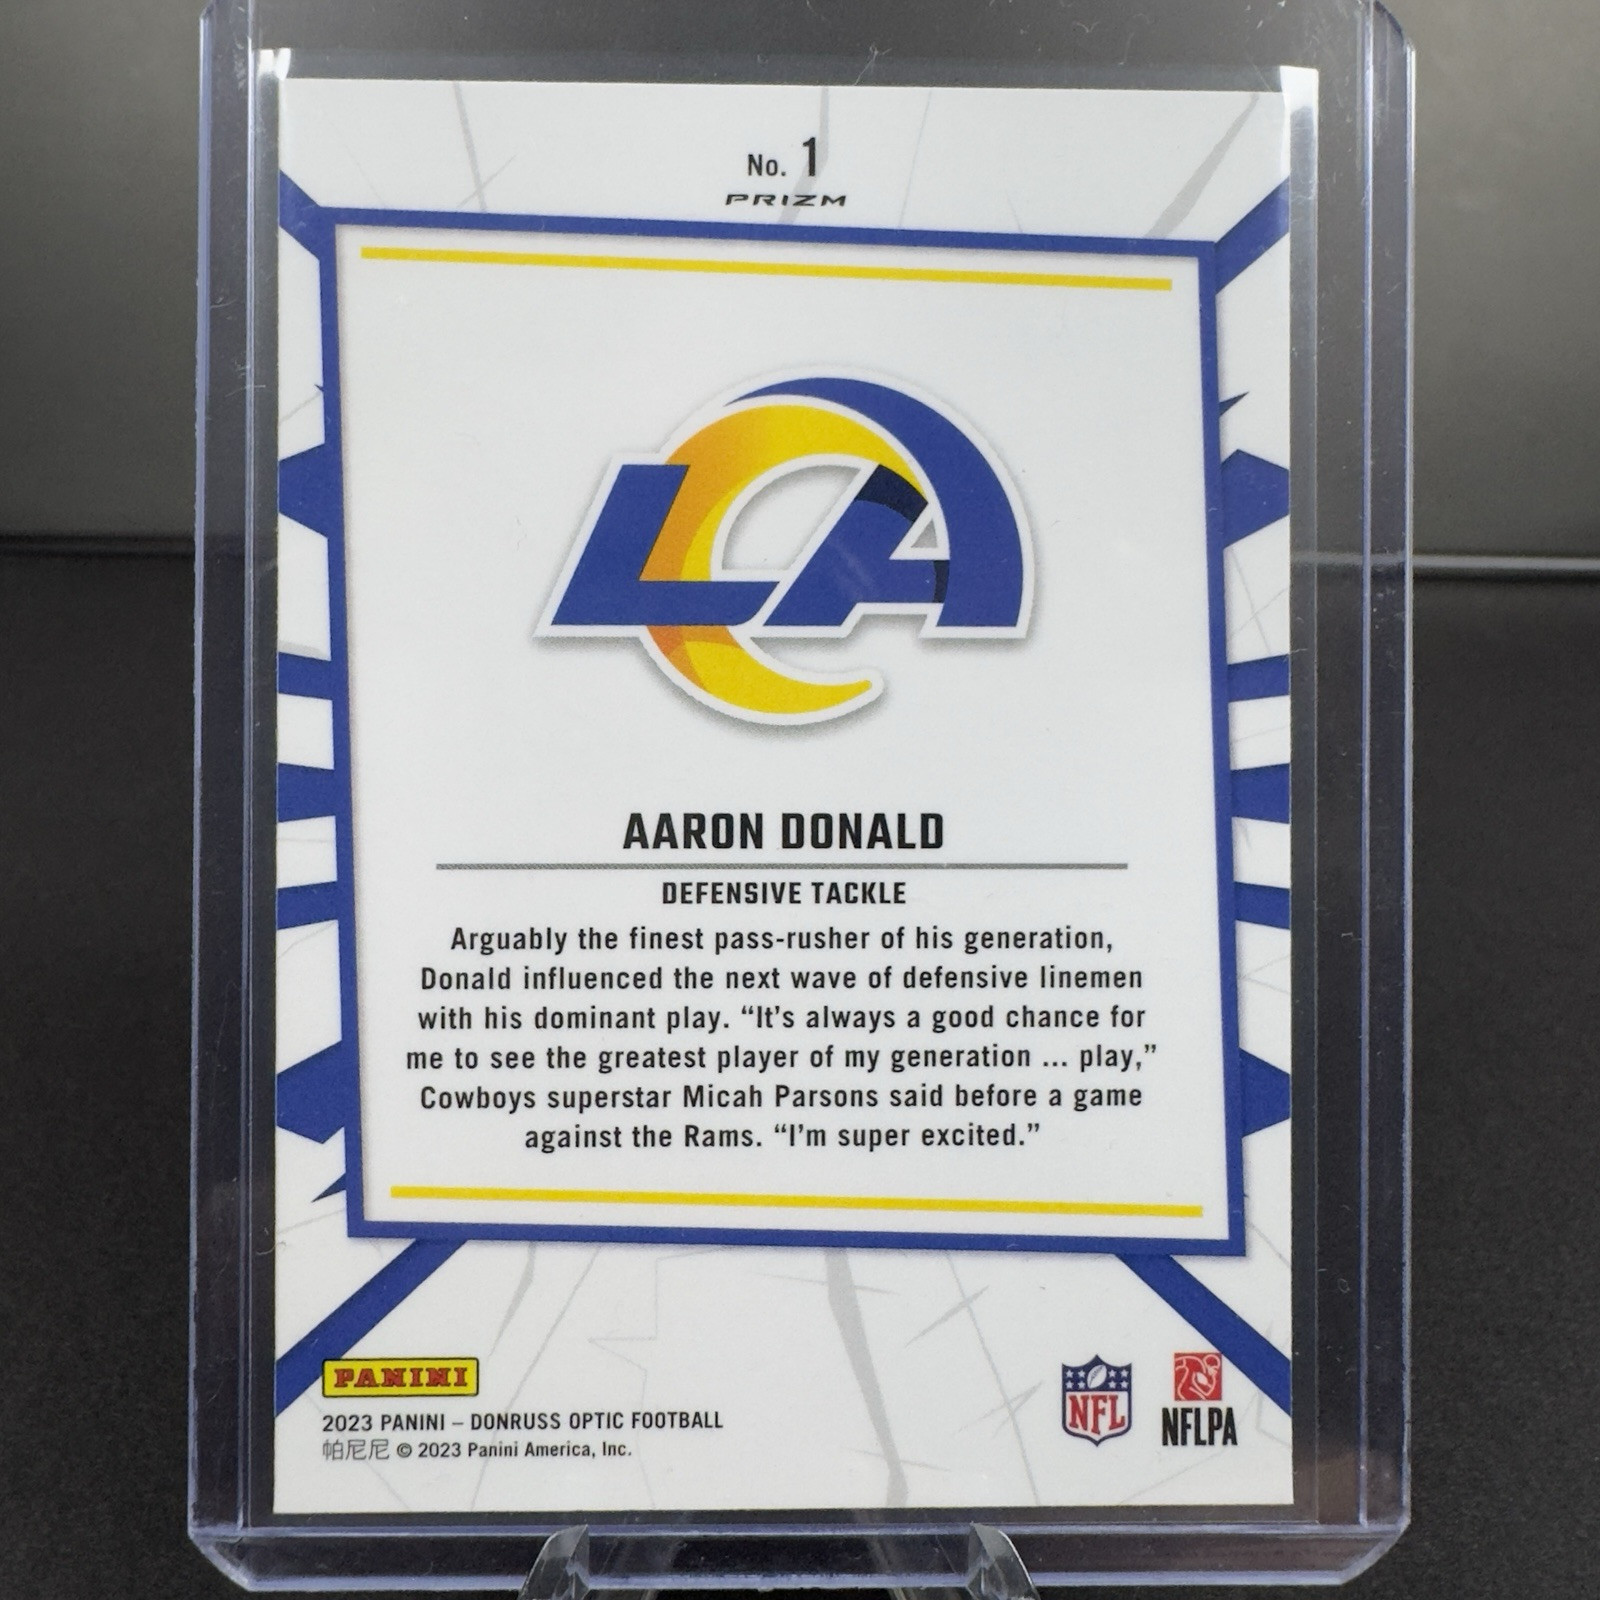 No. 1
PRIZM
LA
AARON DONALD
DEFENSIVE TACKLE
Arguably the finest pass-rusher of his generation,
Donald influenced the next wave of defensive linemen
with his dominant play. “It’s always a good chance for
me to see the greatest player of my generation ... play,”
Cowboys superstar Micah Parsons said before a game
against the Rams. “I’m super excited.”
PANINI
2023 PANINI – DONRUSS OPTIC FOOTBALL
帕尼尼 © 2023 Panini America, Inc.
NFL
NFLPA